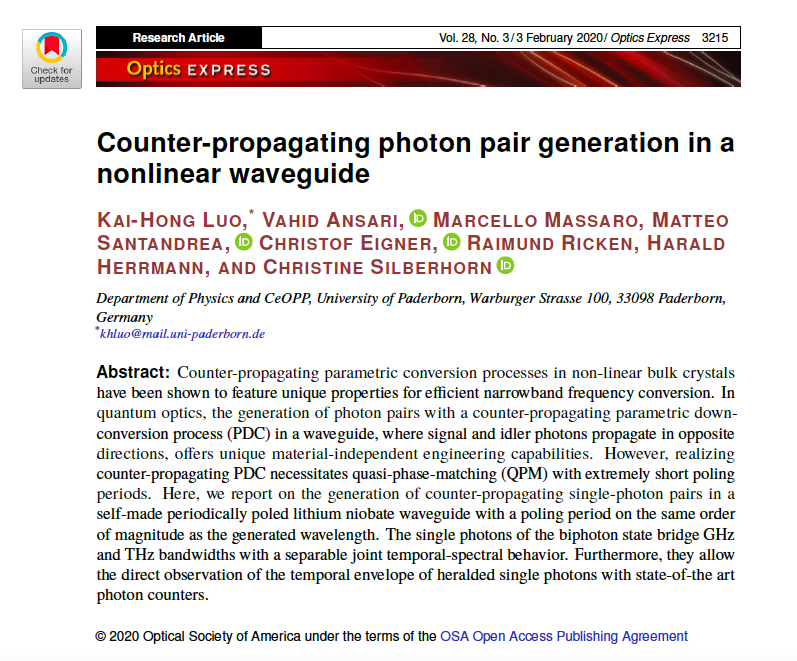 Check for
updates
Research Article
Vol. 28, No. 3 / 3 February 2020 / Optics Express 3215
Optics EXPRESS
Counter-propagating photon pair generation in a
nonlinear waveguide
KAI-HONG LUO,* VAHID ANSARI, iD MARCELLO MASSARO, MATTEO
SANTANDREA, iD CHRISTOF EIGNER, iD RAIMUND RICKEN, HARALD
HERRMANN, AND CHRISTINE SILBERHORN iD
Department of Physics and CeOPP, University of Paderborn, Warburger Strasse 100, 33098 Paderborn,
Germany
*khluo@mail.uni-paderborn.de
Abstract: Counter-propagating parametric conversion processes in non-linear bulk crystals
have been shown to feature unique properties for efficient narrowband frequency conversion. In
quantum optics, the generation of photon pairs with a counter-propagating parametric down-
conversion process (PDC) in a waveguide, where signal and idler photons propagate in opposite
directions, offers unique material-independent engineering capabilities. However, realizing
counter-propagating PDC necessitates quasi-phase-matching (QPM) with extremely short poling
periods. Here, we report on the generation of counter-propagating single-photon pairs in a
self-made periodically poled lithium niobate waveguide with a poling period on the same order
of magnitude as the generated wavelength. The single photons of the biphoton state bridge GHz
and THz bandwidths with a separable joint temporal-spectral behavior. Furthermore, they allow
the direct observation of the temporal envelope of heralded single photons with state-of-the art
photon counters.
© 2020 Optical Society of America under the terms of the OSA Open Access Publishing Agreement